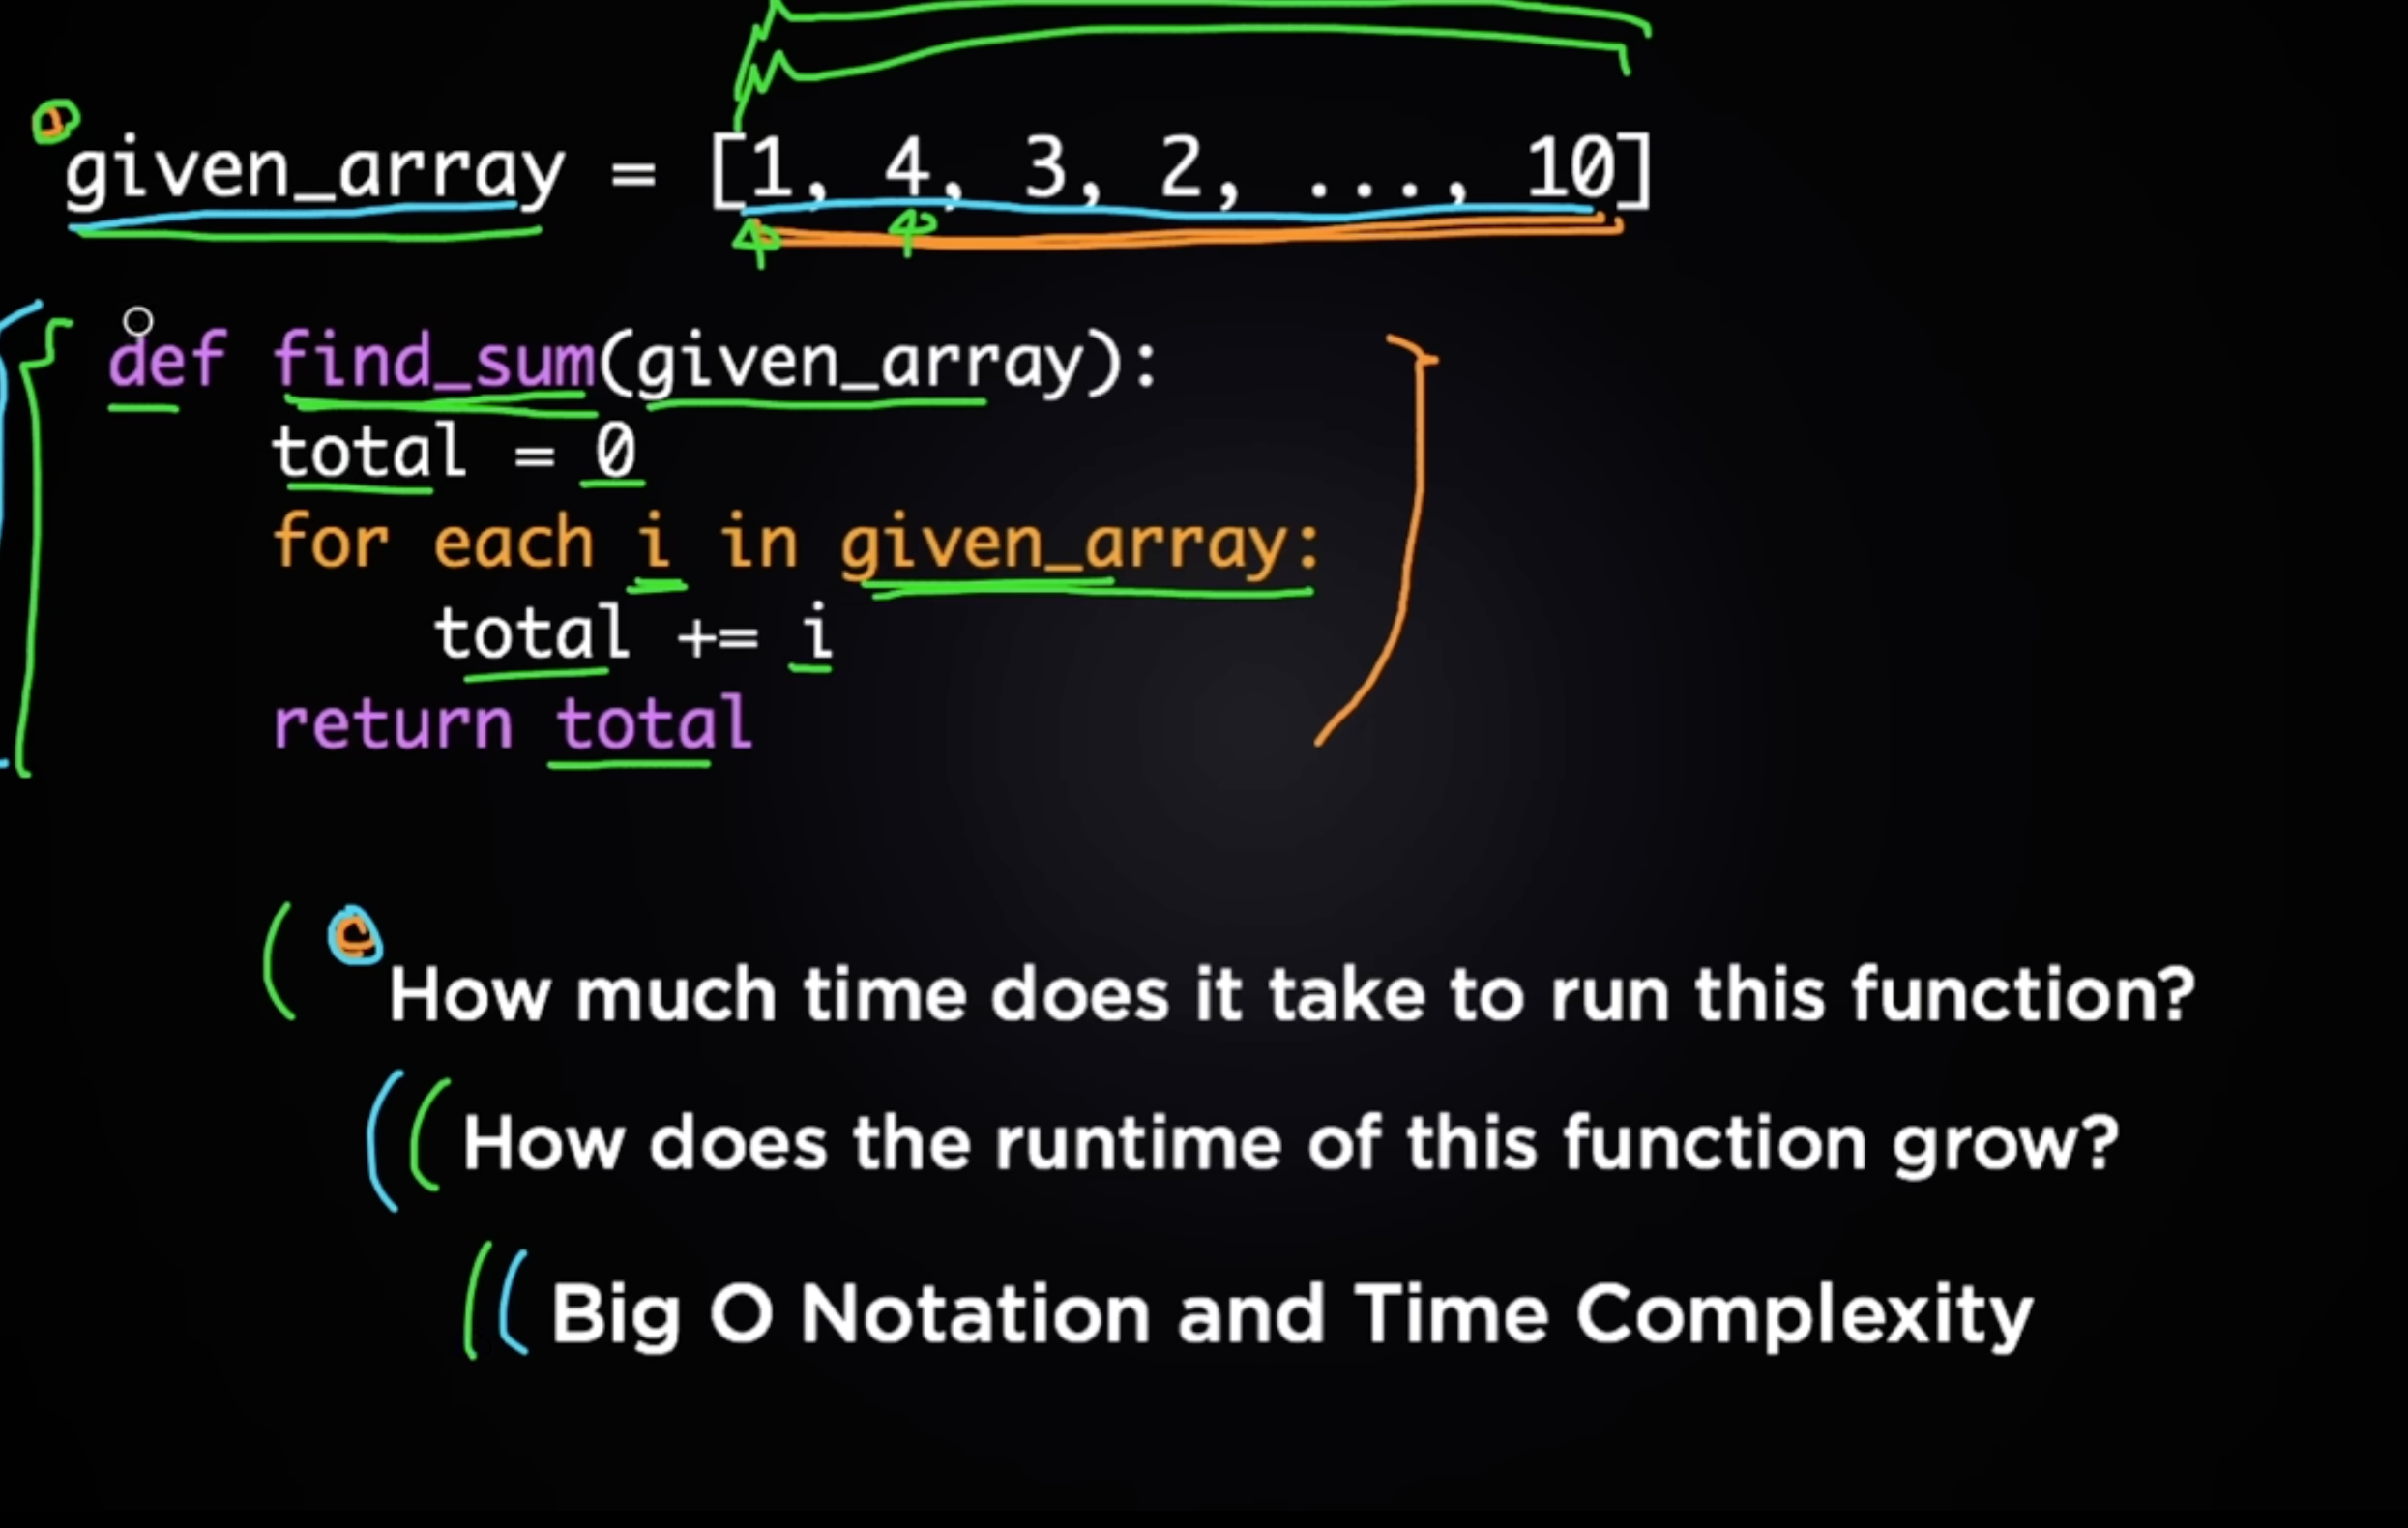 given_array = [1, 4, 3, 2, ..., 10]
def find_sum(given_array):
total = 0
for each i in given_array:
total += i
return total
How much time does it take to run this function?
How does the runtime of this function grow?
Big O Notation and Time Complexity